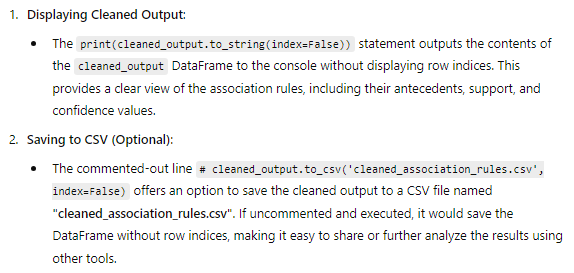 1. Displaying Cleaned Output:
• The print(cleaned_output.to_string(index=False)) statement outputs the contents of
the cleaned_output DataFrame to the console without displaying row indices. This
provides a clear view of the association rules, including their antecedents, support, and
confidence values.
2. Saving to CSV (Optional):
• The commented-out line # cleaned_output.to_csv('cleaned_association_rules.csv',
index=False) offers an option to save the cleaned output to a CSV file named
"cleaned_association_rules.csv". If uncommented and executed, it would save the
DataFrame without row indices, making it easy to share or further analyze the results using
other tools.